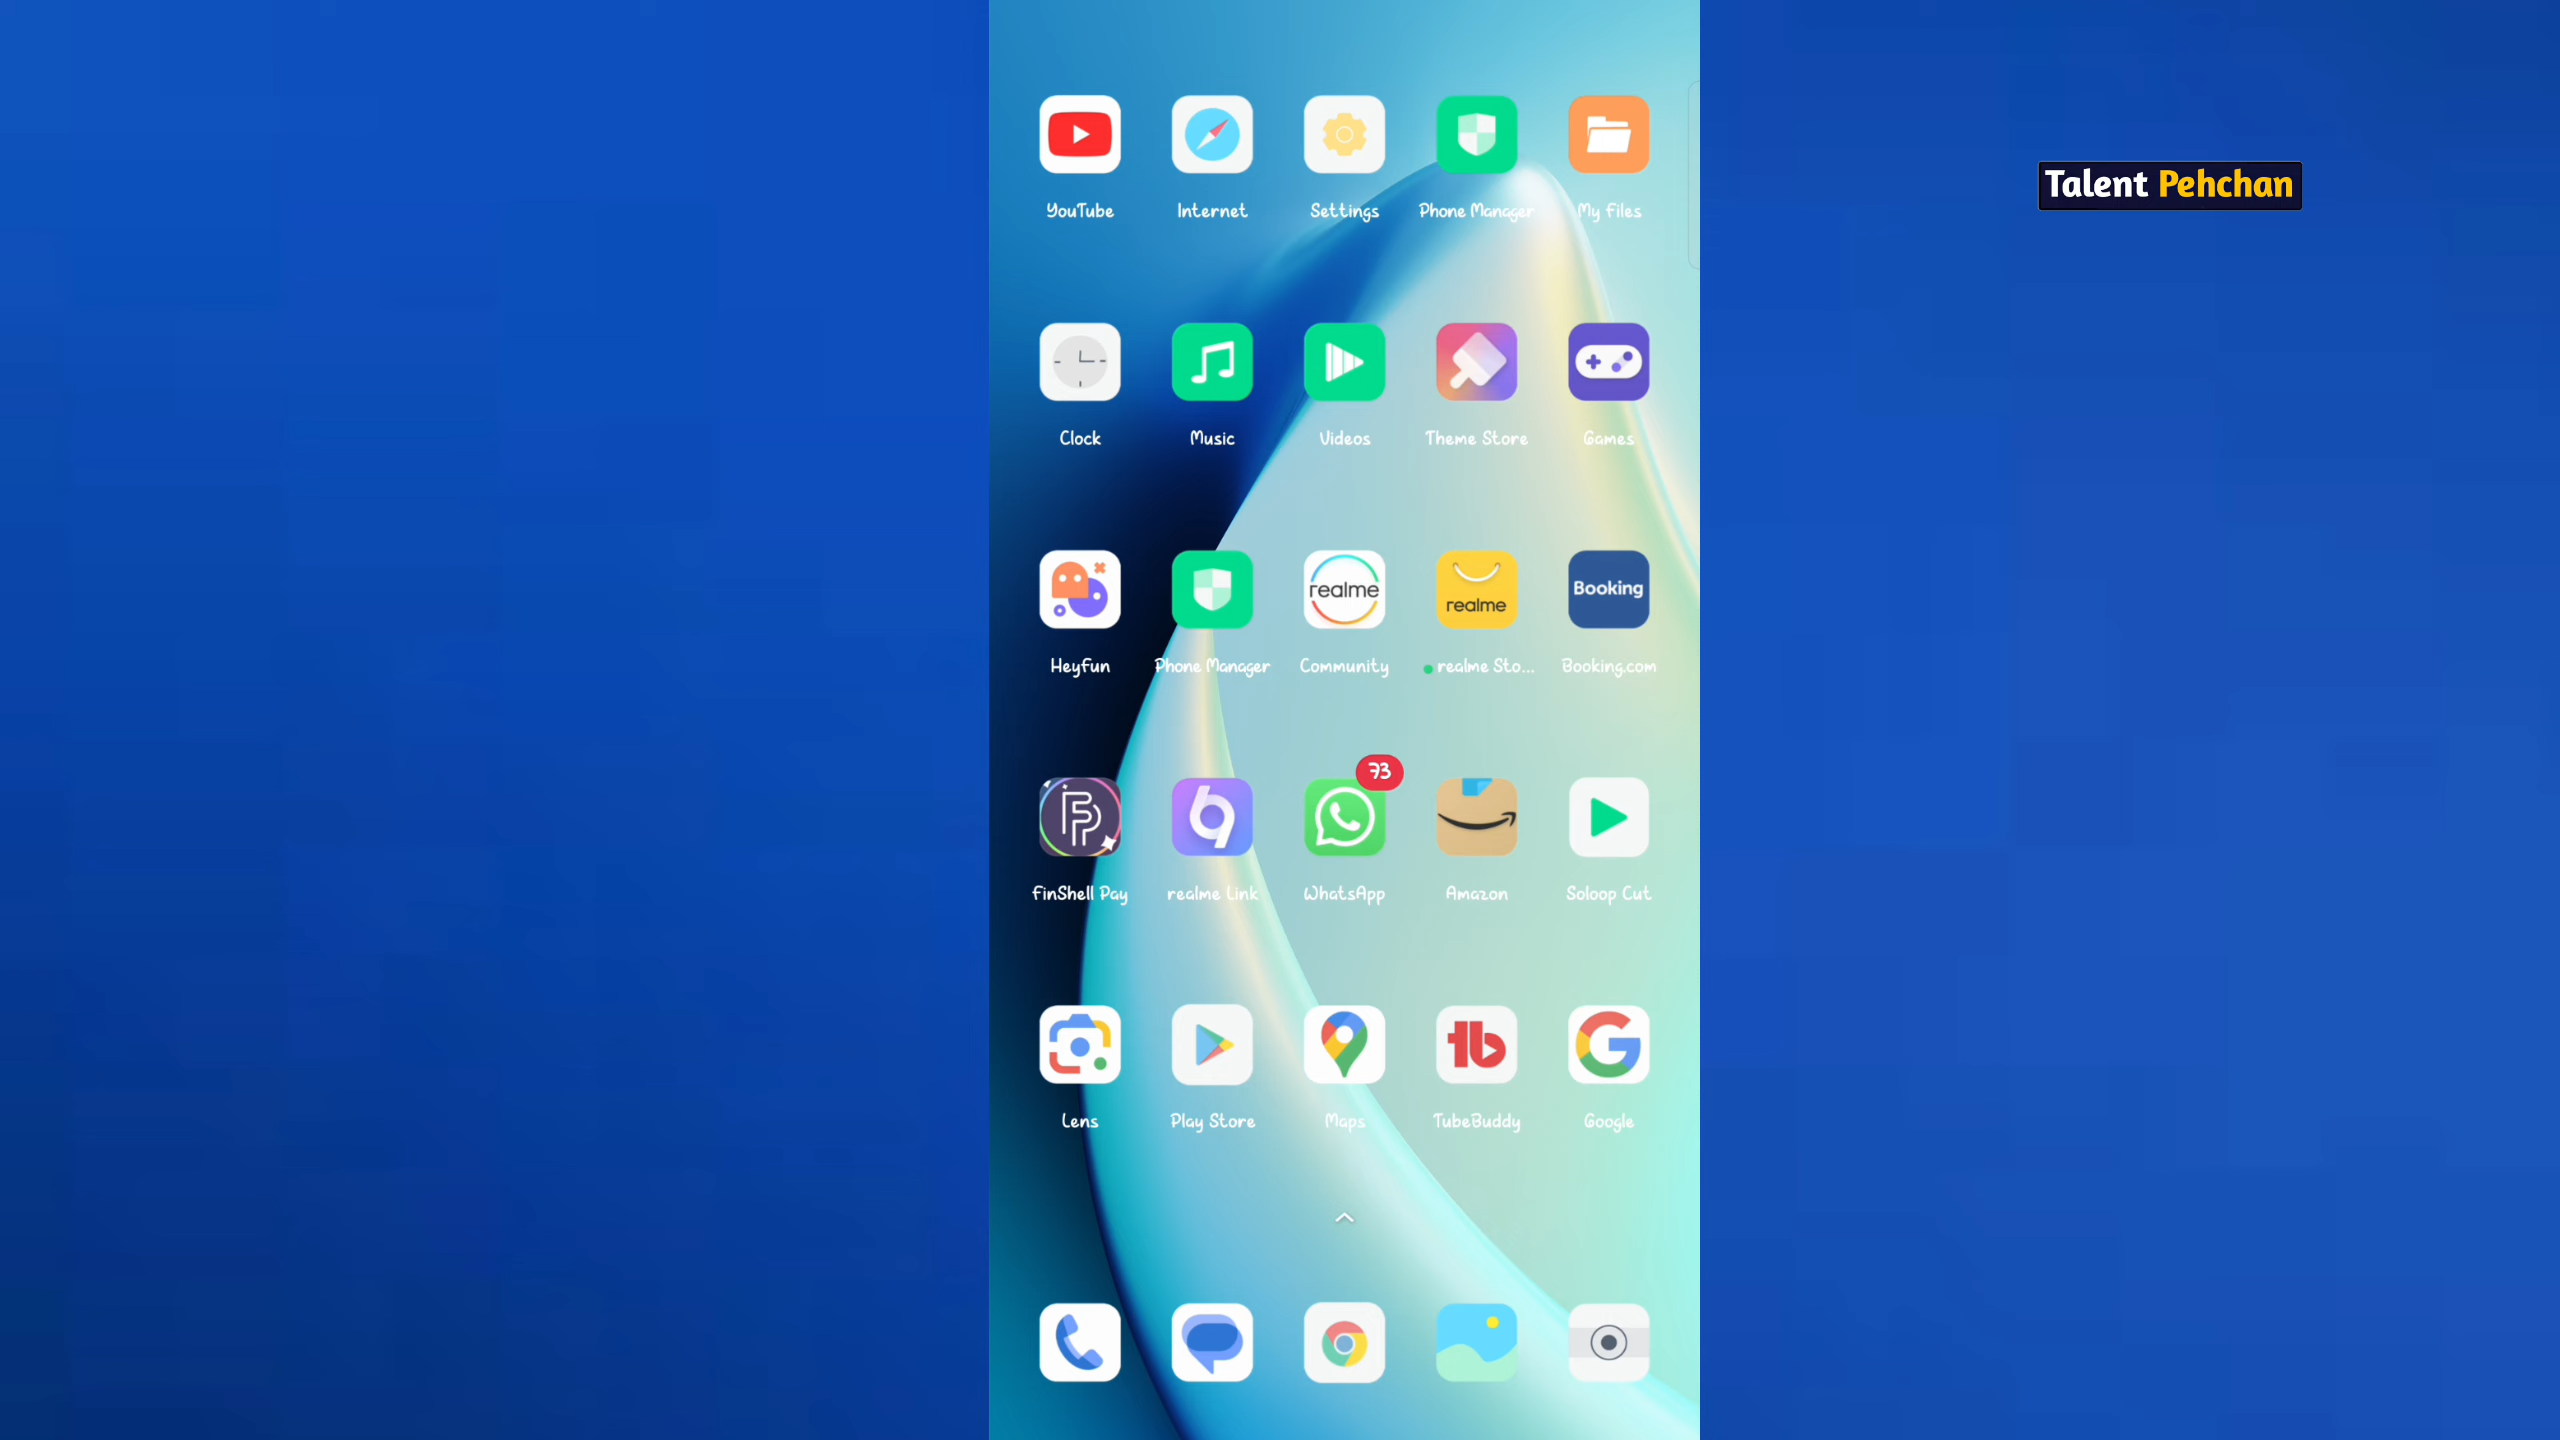 Talent Pehchan
YouTube Internet Settings Phone Manager My Files
Clock Music Videos Theme Store Games
realme realme Booking
HeyFun Phone Manager Community realme Sto... Booking.com
73
FinShell Pay realme Link WhatsApp Amazon Soloop Cut
Lens Play Store Maps TubeBuddy Google